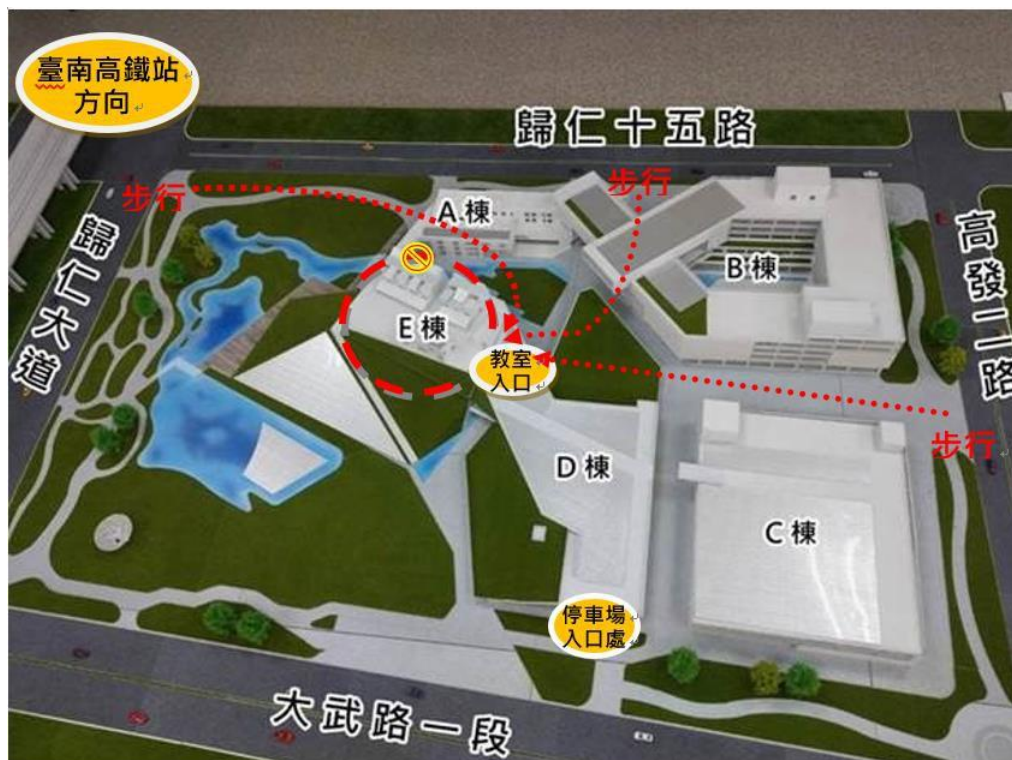 臺南高鐵站
方向
歸仁十五路
步行
步行
A棟
歸仁大道
B棟
高發二路
E棟
教室
入口
步行
D棟
C棟
停車場
入口處
大武路一段